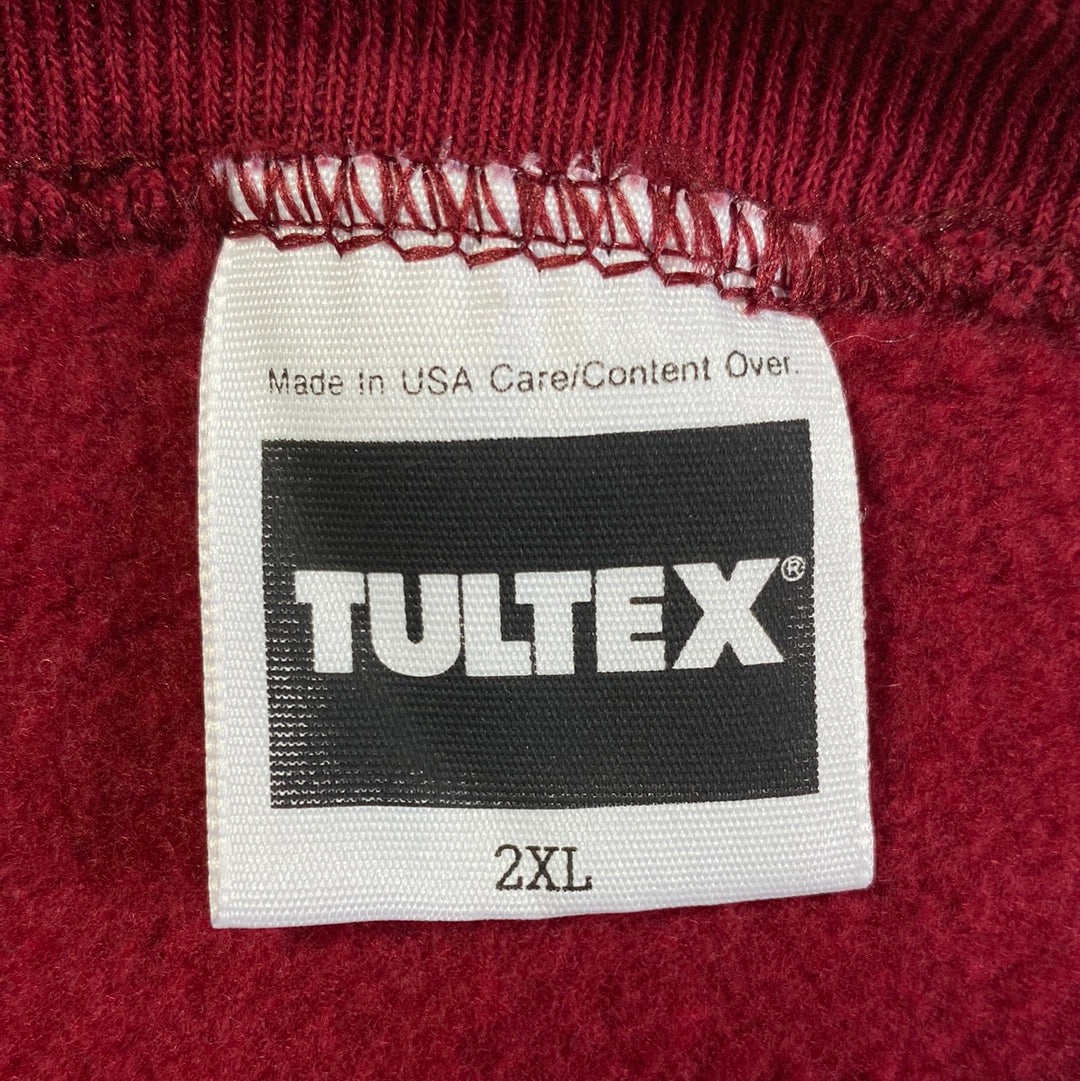 Made In USA Care/Content Over.
TULTEX®
2XL